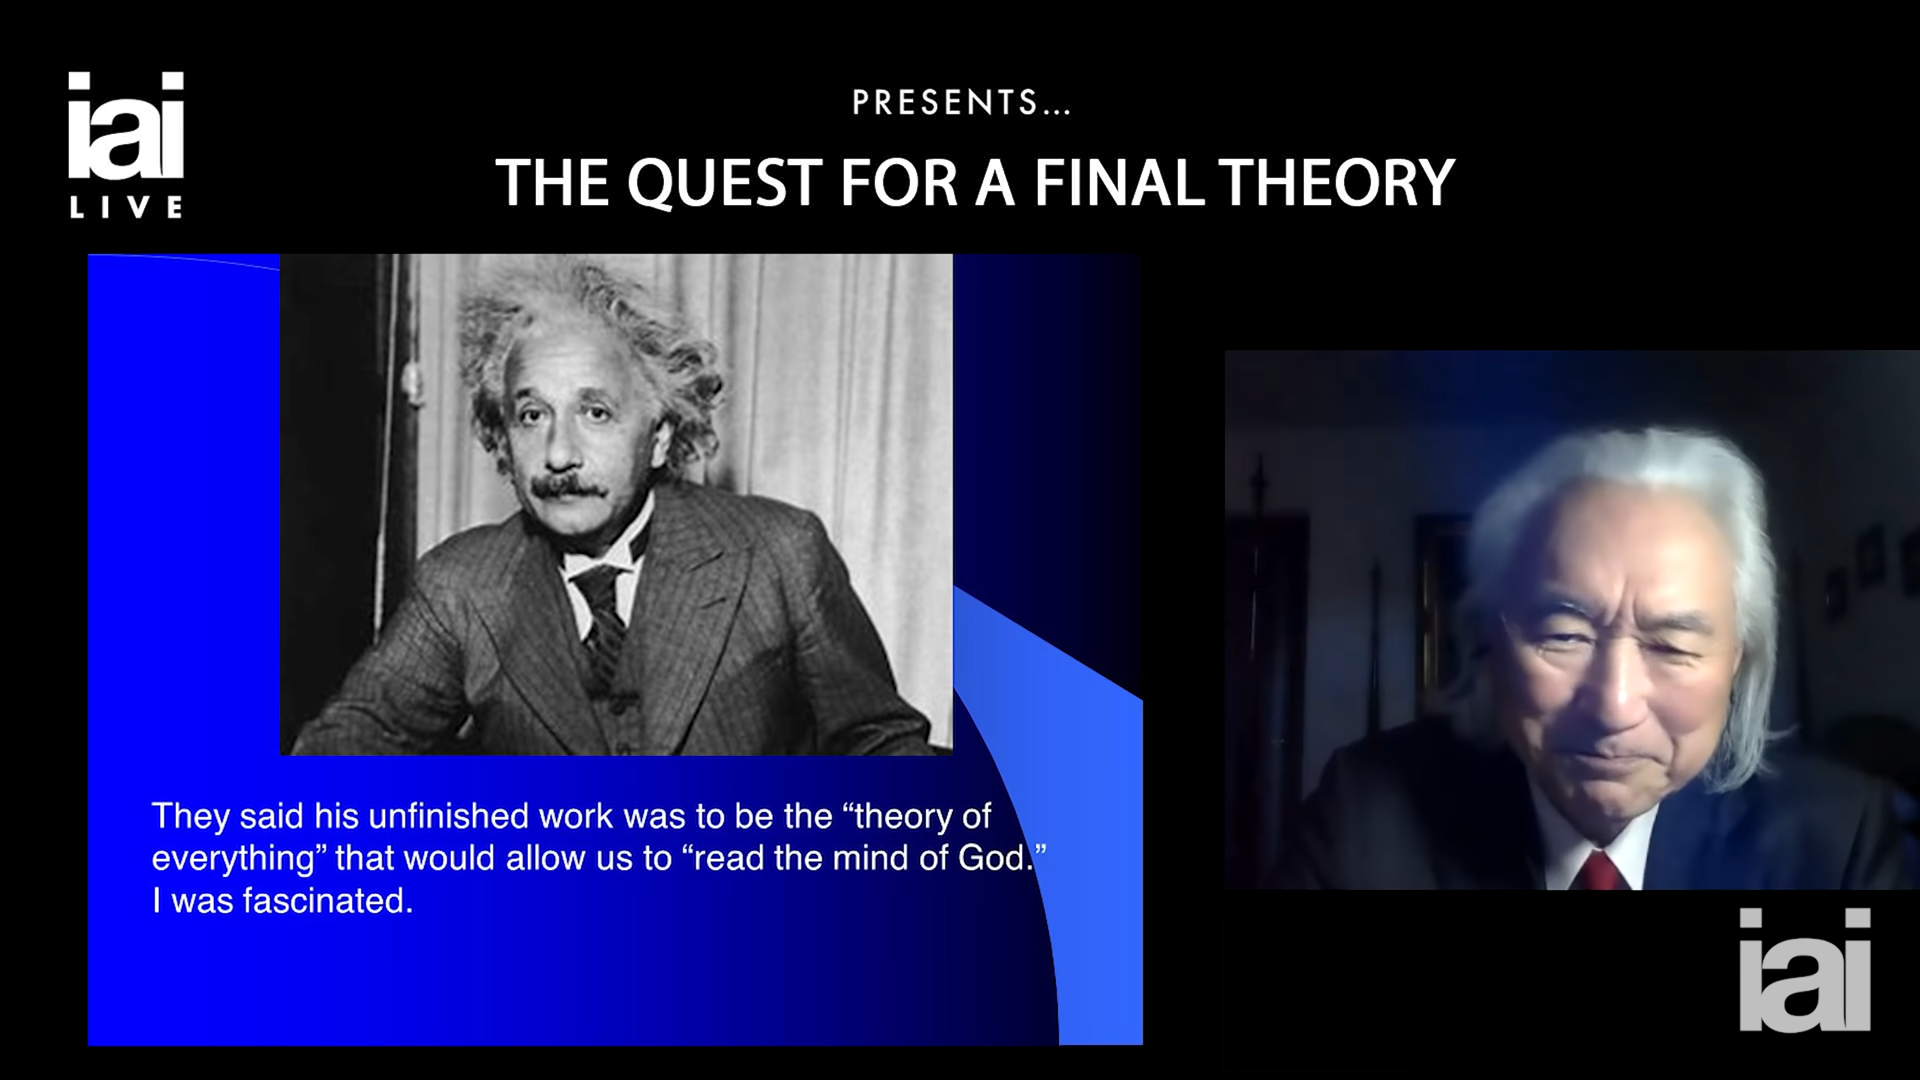 iai
LIVE
PRESENTS...
THE QUEST FOR A FINAL THEORY
They said his unfinished work was to be the “theory of
everything” that would allow us to “read the mind of God.”
I was fascinated.
iai